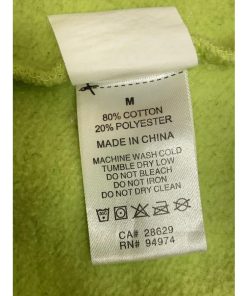 M
80% COTTON
20% POLYESTER
MADE IN CHINA
MACHINE WASH COLD
TUMBLE DRY LOW
DO NOT BLEACH
DO NOT IRON
DO NOT DRY CLEAN
CA# 28629
RN# 94974